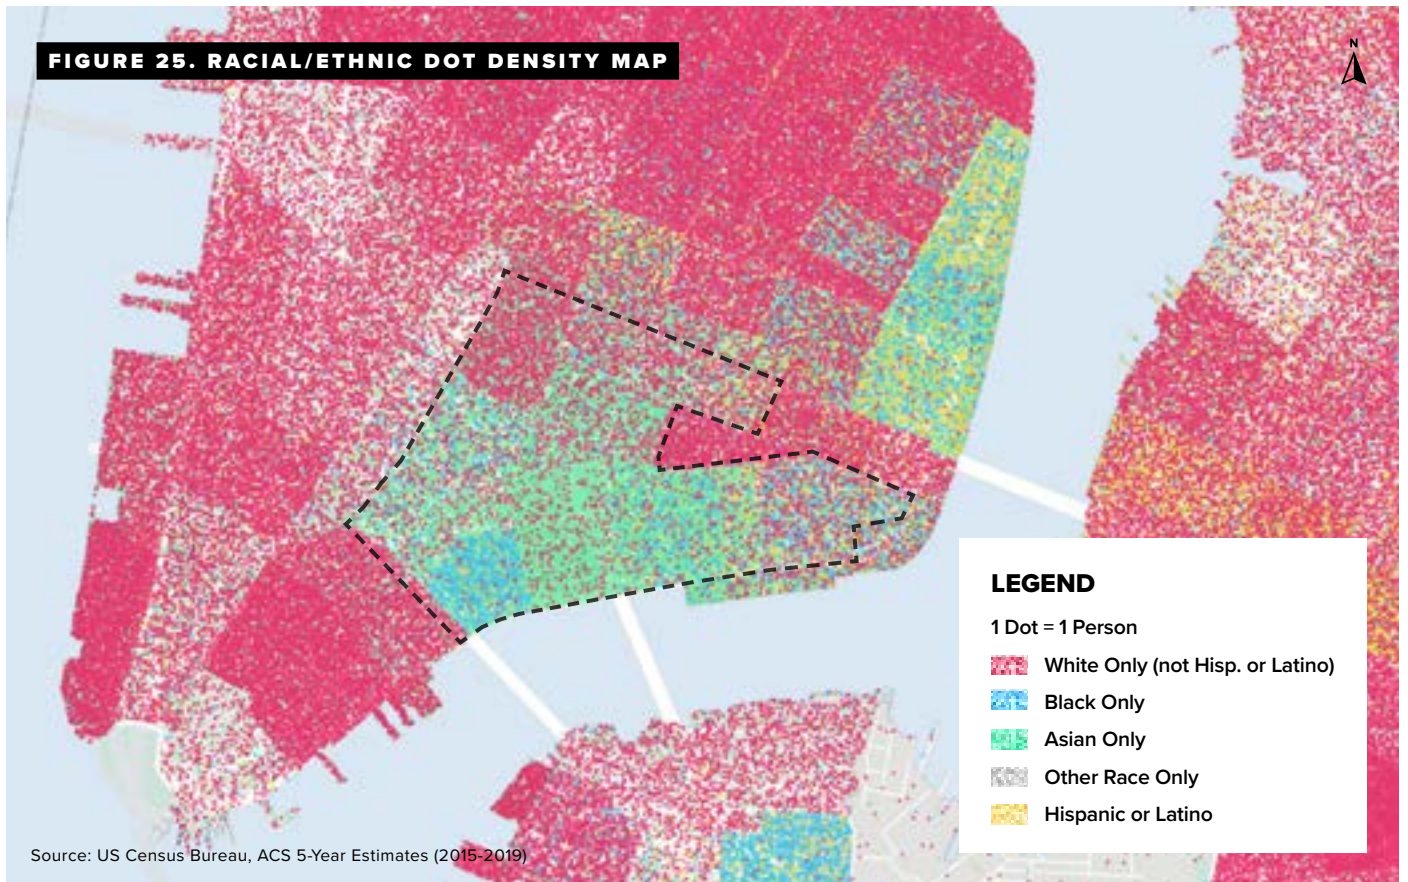 FIGURE 25. RACIAL/ETHNIC DOT DENSITY MAP
N
LEGEND
1 Dot = 1 Person
White Only (not Hisp. or Latino)
Black Only
Asian Only
Other Race Only
Hispanic or Latino
Source: US Census Bureau, ACS 5-Year Estimates (2015-2019)